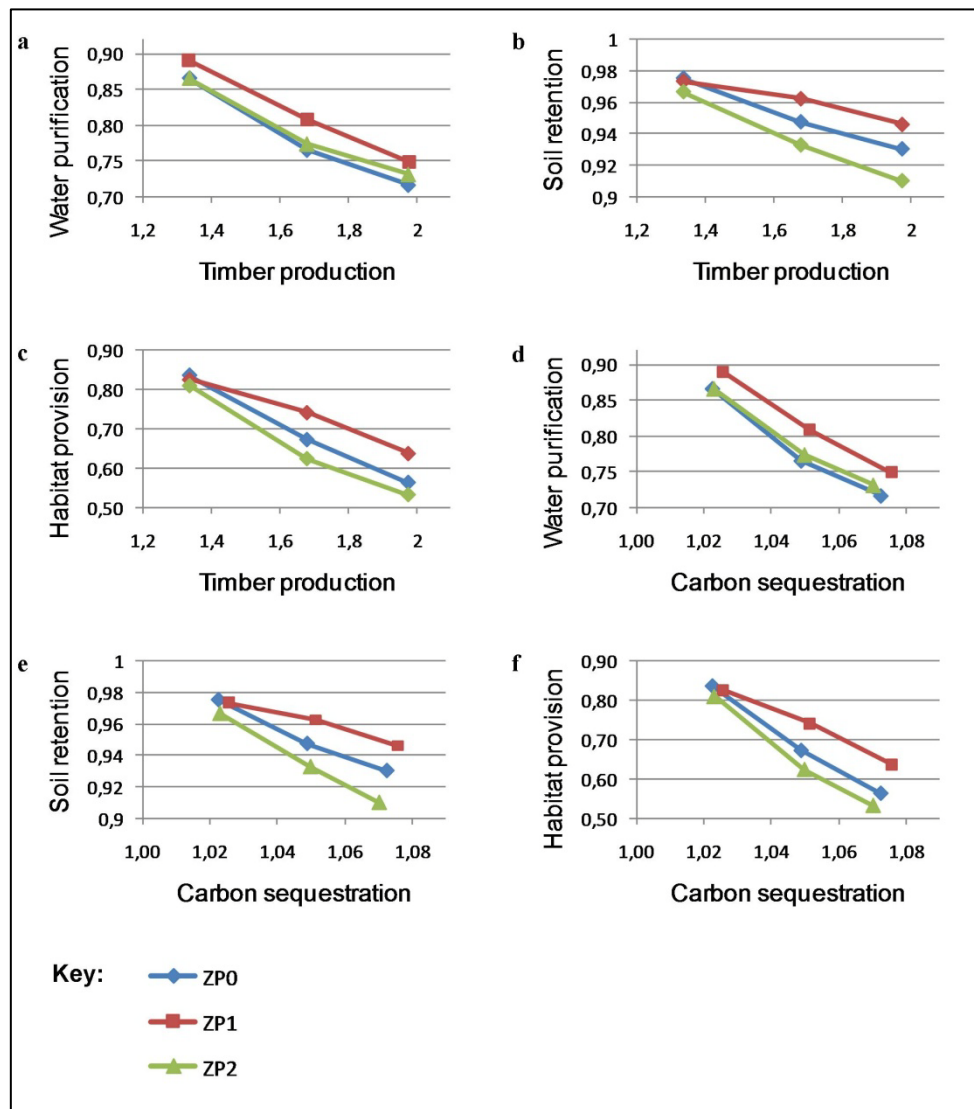 a
0,90
0,85
0,80
0,75
0,70
Water purification
1,2 1,4 1,6 1,8 2
Timber production
b
1
0,98
0,96
0,94
0,92
0,9
Soil retention
1,2 1,4 1,6 1,8 2
Timber production
c
0,90
0,80
0,70
0,60
0,50
Habitat provision
1,2 1,4 1,6 1,8 2
Timber production
d
0,90
0,85
0,80
0,75
0,70
Water purification
1,00 1,02 1,04 1,06 1,08
Carbon sequestration
e
1
0,98
0,96
0,94
0,92
0,9
Soil retention
1,00 1,02 1,04 1,06 1,08
Carbon sequestration
f
0,90
0,80
0,70
0,60
0,50
Habitat provision
1,00 1,02 1,04 1,06 1,08
Carbon sequestration
Key:
ZP0
ZP1
ZP2